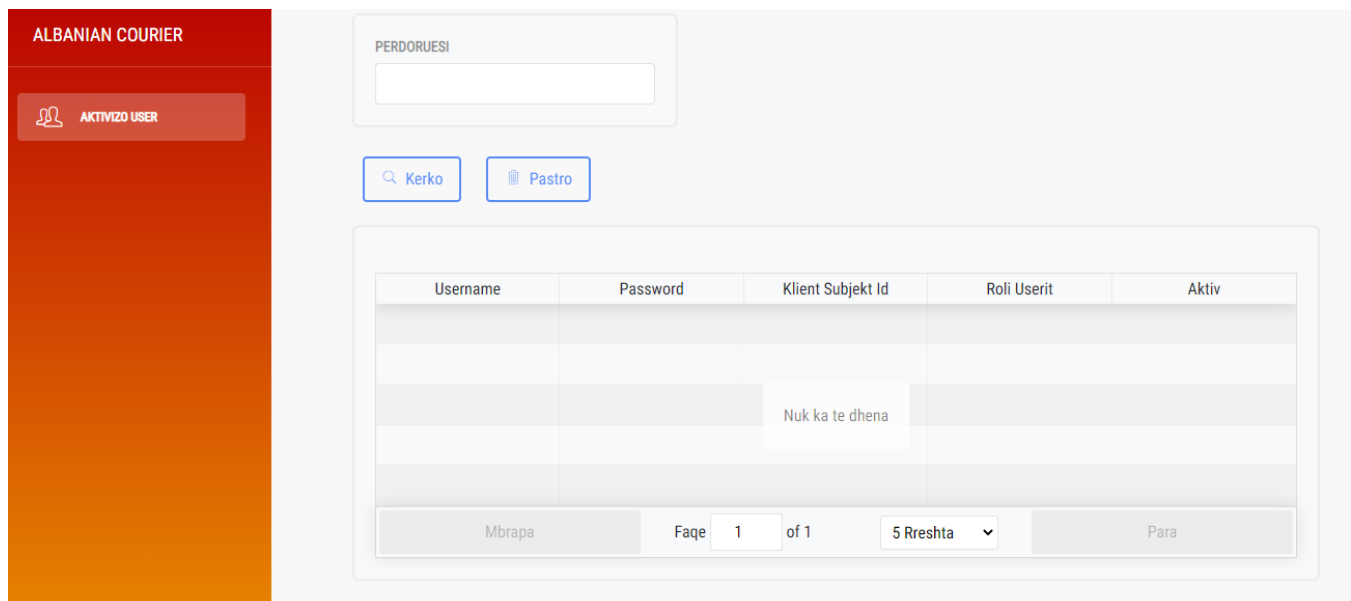 ALBANIAN COURIER
AKTIVIZO USER
PERDORUESI
Kerko Pastro
Username Password Klient Subjekt Id Roli Userit Aktiv
Nuk ka te dhena
Mbrapa Faqe 1 of 1 5 Rreshta Para